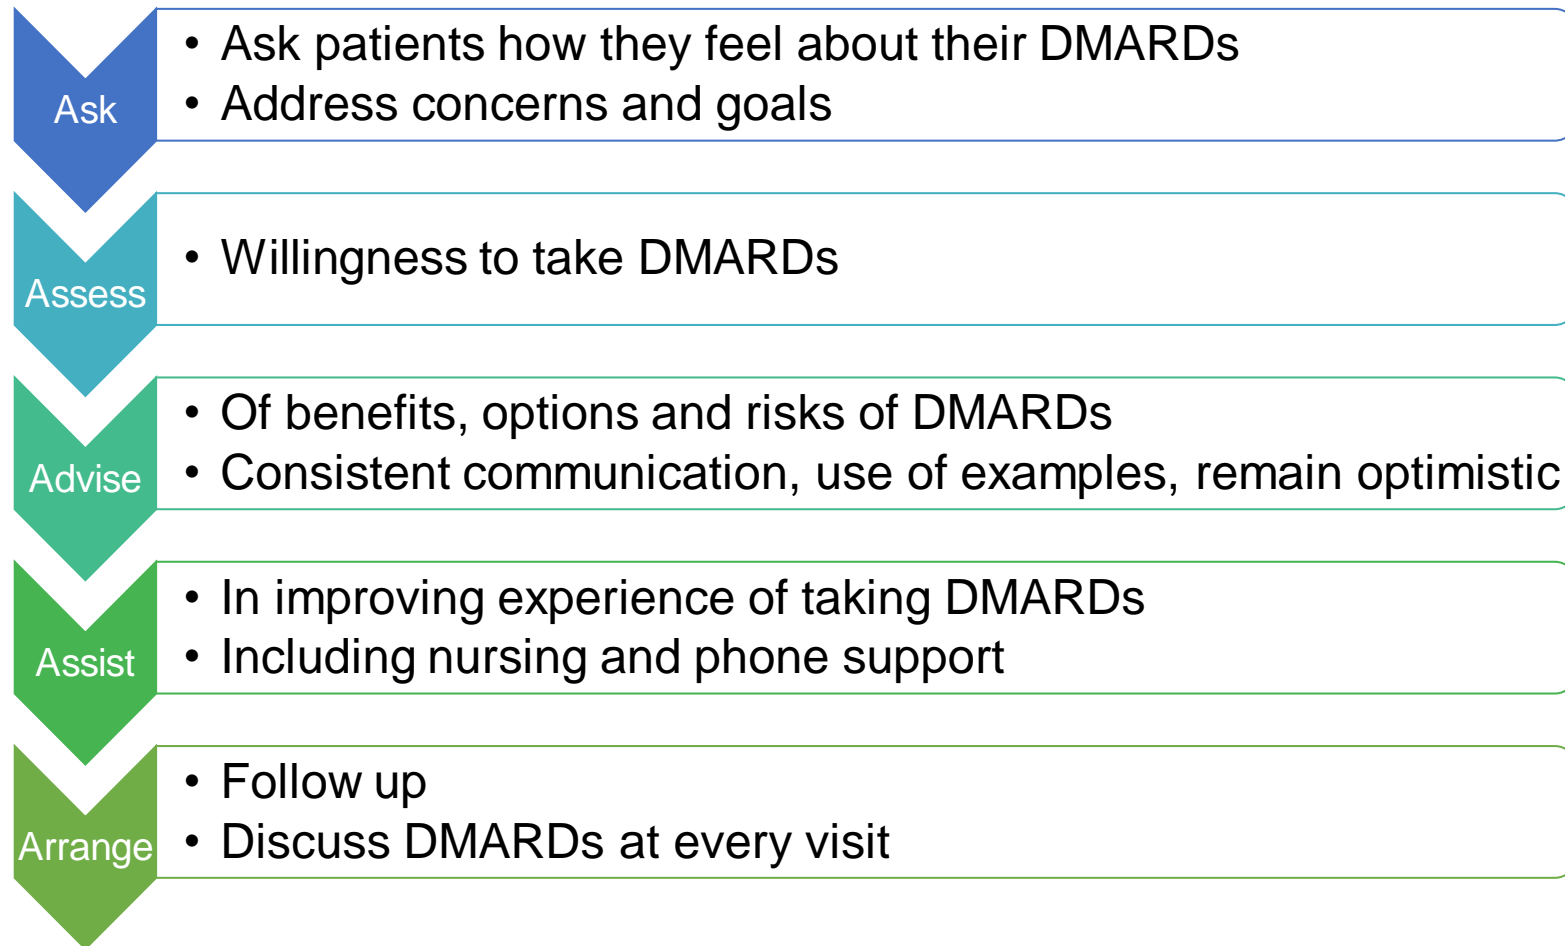 Ask
• Ask patients how they feel about their DMARDs
• Address concerns and goals
Assess
• Willingness to take DMARDs
Advise
• Of benefits, options and risks of DMARDs
• Consistent communication, use of examples, remain optimistic
Assist
• In improving experience of taking DMARDs
• Including nursing and phone support
Arrange
• Follow up
• Discuss DMARDs at every visit